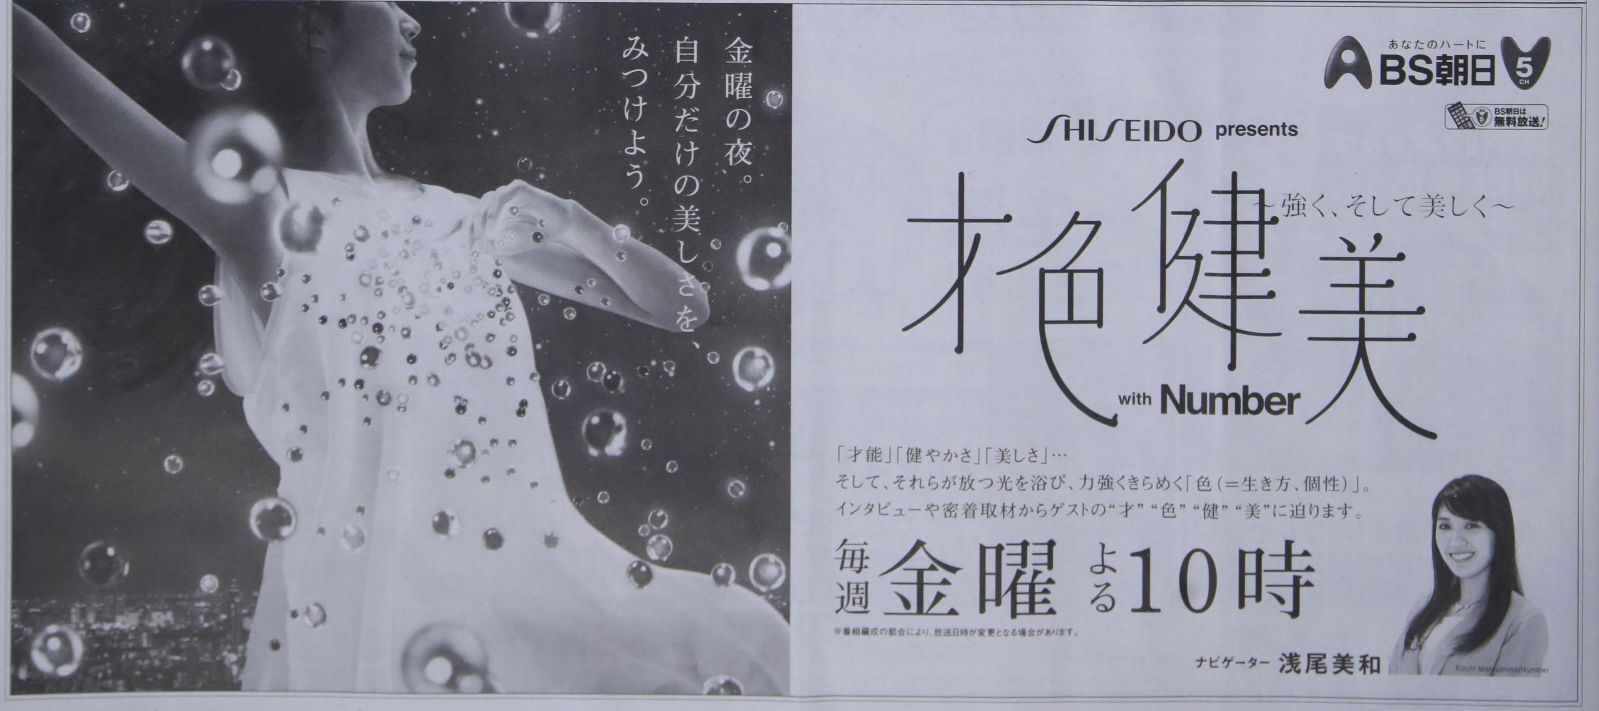 金曜の夜。
自分だけの美しさを、
みつけよう。
あなたのハートに
BS朝日
5
CH
BS朝日は
無料放送!
SHISEIDO presents
才色健美
～強く、そして美しく～
with Number
「才能」「健やかさ」「美しさ」…
そして、それらが放つ光を浴び、力強くきらめく「色(=生き方、個性)」。
インタビューや密着取材からゲストの“才” “色” “健” “美”に迫ります。
毎週 金曜 よる10時
※番組編成の都合により、放送日時が変更となる場合があります。
ナビゲーター 浅尾美和
Kiichi Matsumoto/Number